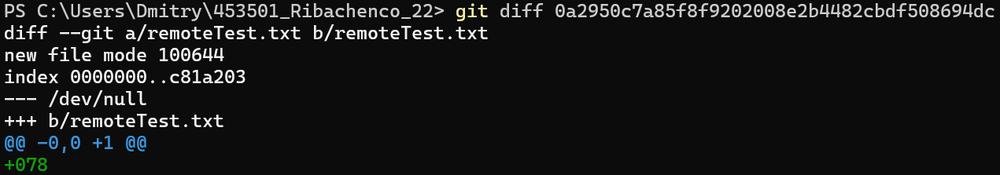 PS C:\Users\Dmitry\453501_Ribachenco_22> git diff 0a2950c7a85f8f9202008e2b4482cbdf508694dc
diff --git a/remoteTest.txt b/remoteTest.txt
new file mode 100644
index 0000000..c81a203
--- /dev/null
+++ b/remoteTest.txt
@@ -0,0 +1 @@
+078